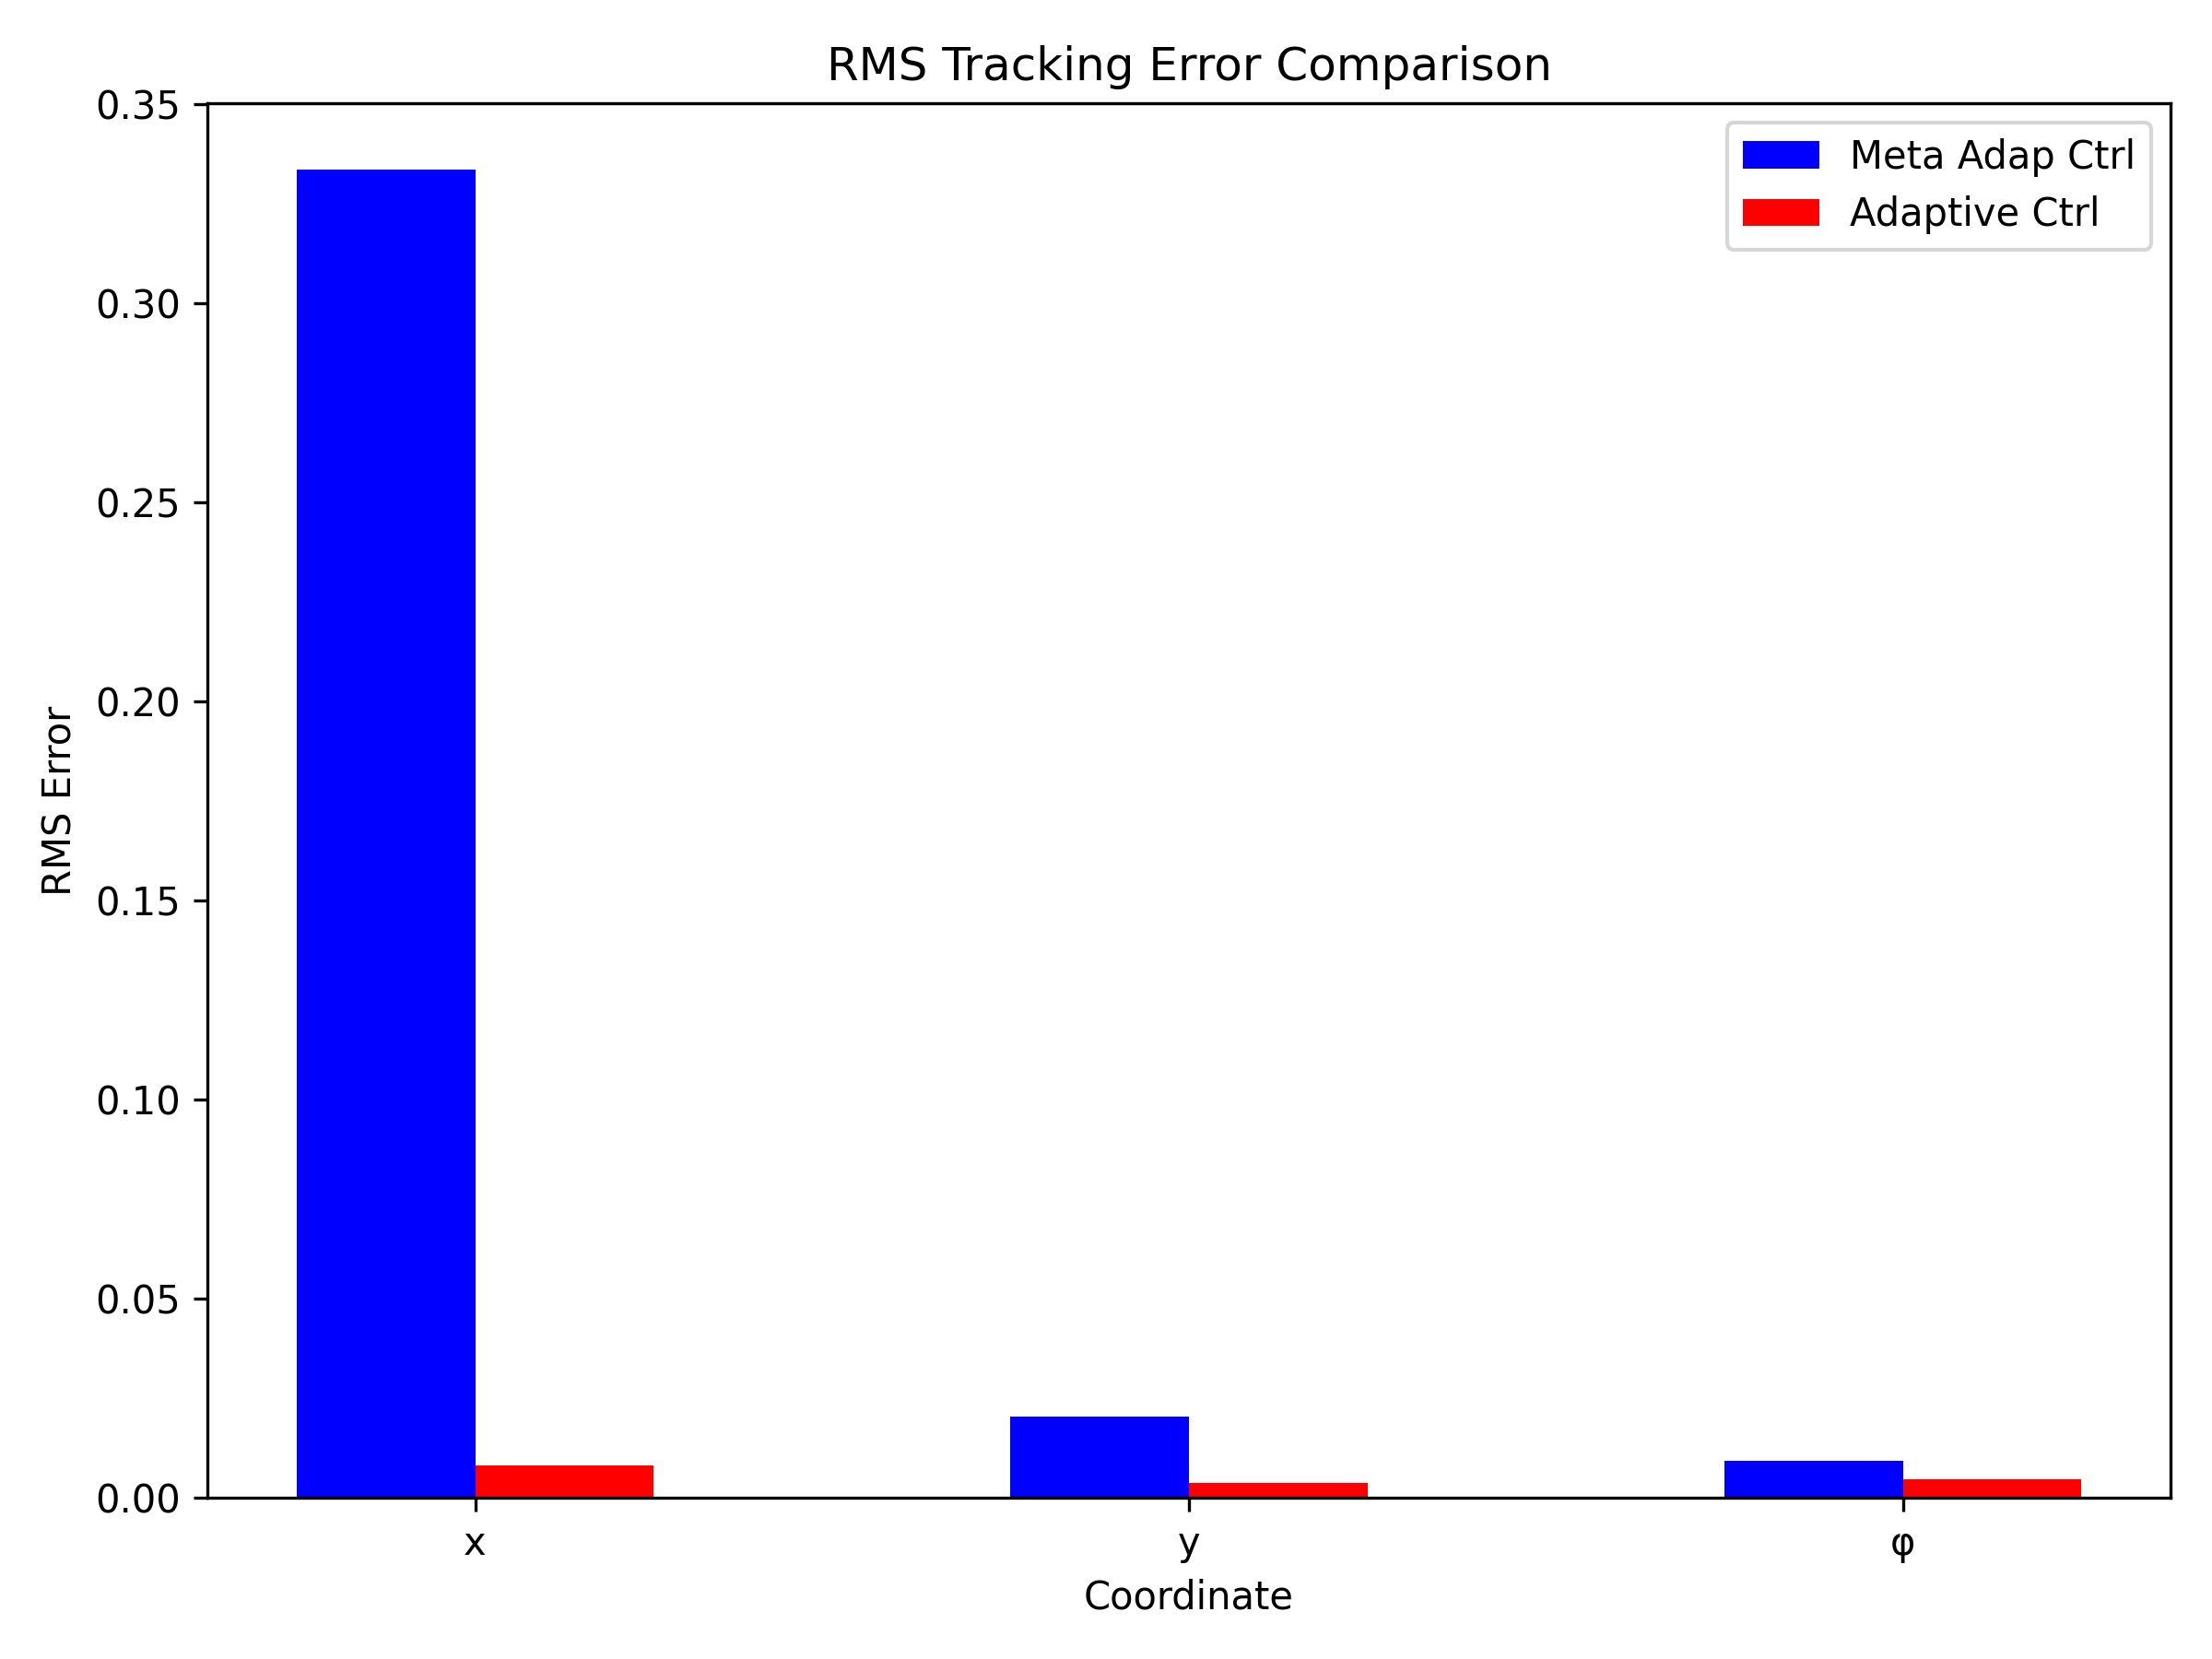 RMS Tracking Error Comparison
Meta Adap Ctrl
Adaptive Ctrl
RMS Error
0.35
0.30
0.25
0.20
0.15
0.10
0.05
0.00
x
y
φ
Coordinate